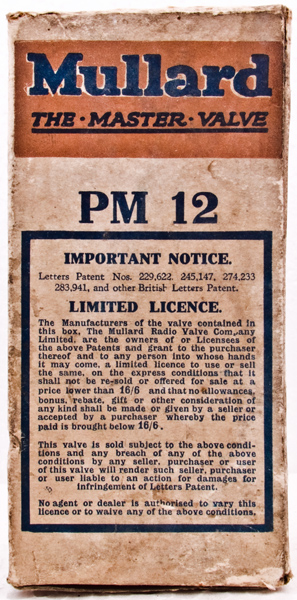 Mullard
THE · MASTER · VALVE
PM 12
IMPORTANT NOTICE.
Letters Patent Nos. 229,622. 245,147, 274,233
283,941, and other British Letters Patent.
LIMITED LICENCE.
The Manufacturers of the valve contained in
this box, The Mullard Radio Valve Company
Limited, are the owners of or Licensees of
the above Patents and grant to the purchaser
thereof and to any person into whose hands
it may come, a limited licence to use or sell
the same, on the express conditions that it
shall not be re-sold or offered for sale at a
price lower than 16/6 and that no allowances,
bonus, rebate, gift or other consideration of
any kind shall be made or given by a seller or
accepted by a purchaser whereby the price
paid is brought below 16/6.
This valve is sold subject to the above condi-
tions and any breach of any of the above
conditions by any seller, purchaser or user
of this valve will render such seller, purchaser
or user liable to an action for damages for
infringement of Letters Patent.
No agent or dealer is authorised to vary this
licence or to waive any of the above conditions.